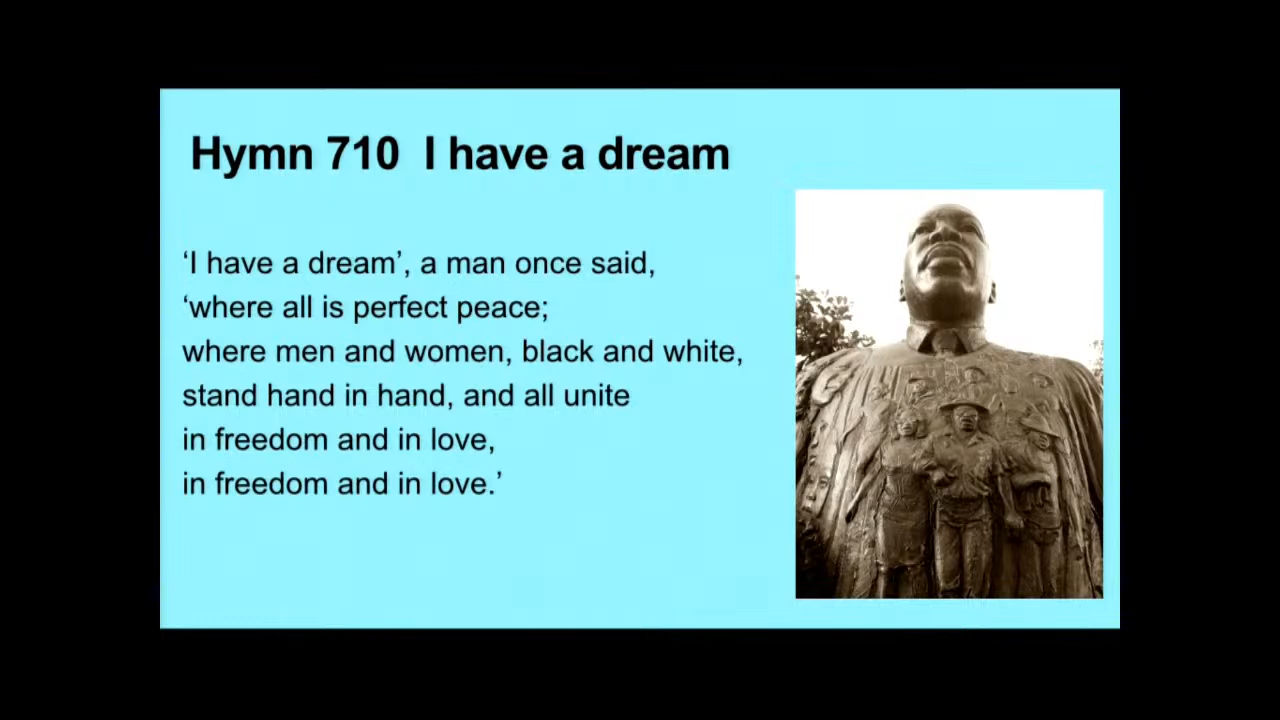 Hymn 710  I have a dream
‘I have a dream’, a man once said,
‘where all is perfect peace;
where men and women, black and white,
stand hand in hand, and all unite
in freedom and in love,
in freedom and in love.’